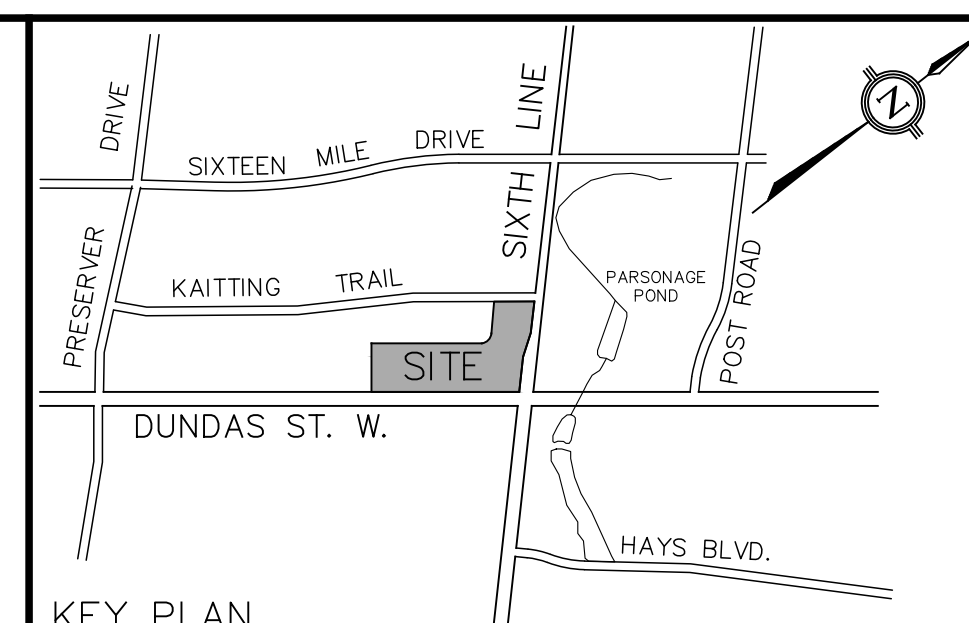 DRIVE
SIXTEEN MILE DRIVE
SIXTH LINE
N
PRESERVER
KAITTING TRAIL
PARSONAGE
POND
POST ROAD
SITE
DUNDAS ST. W.
HAYS BLVD.
KEY PLAN